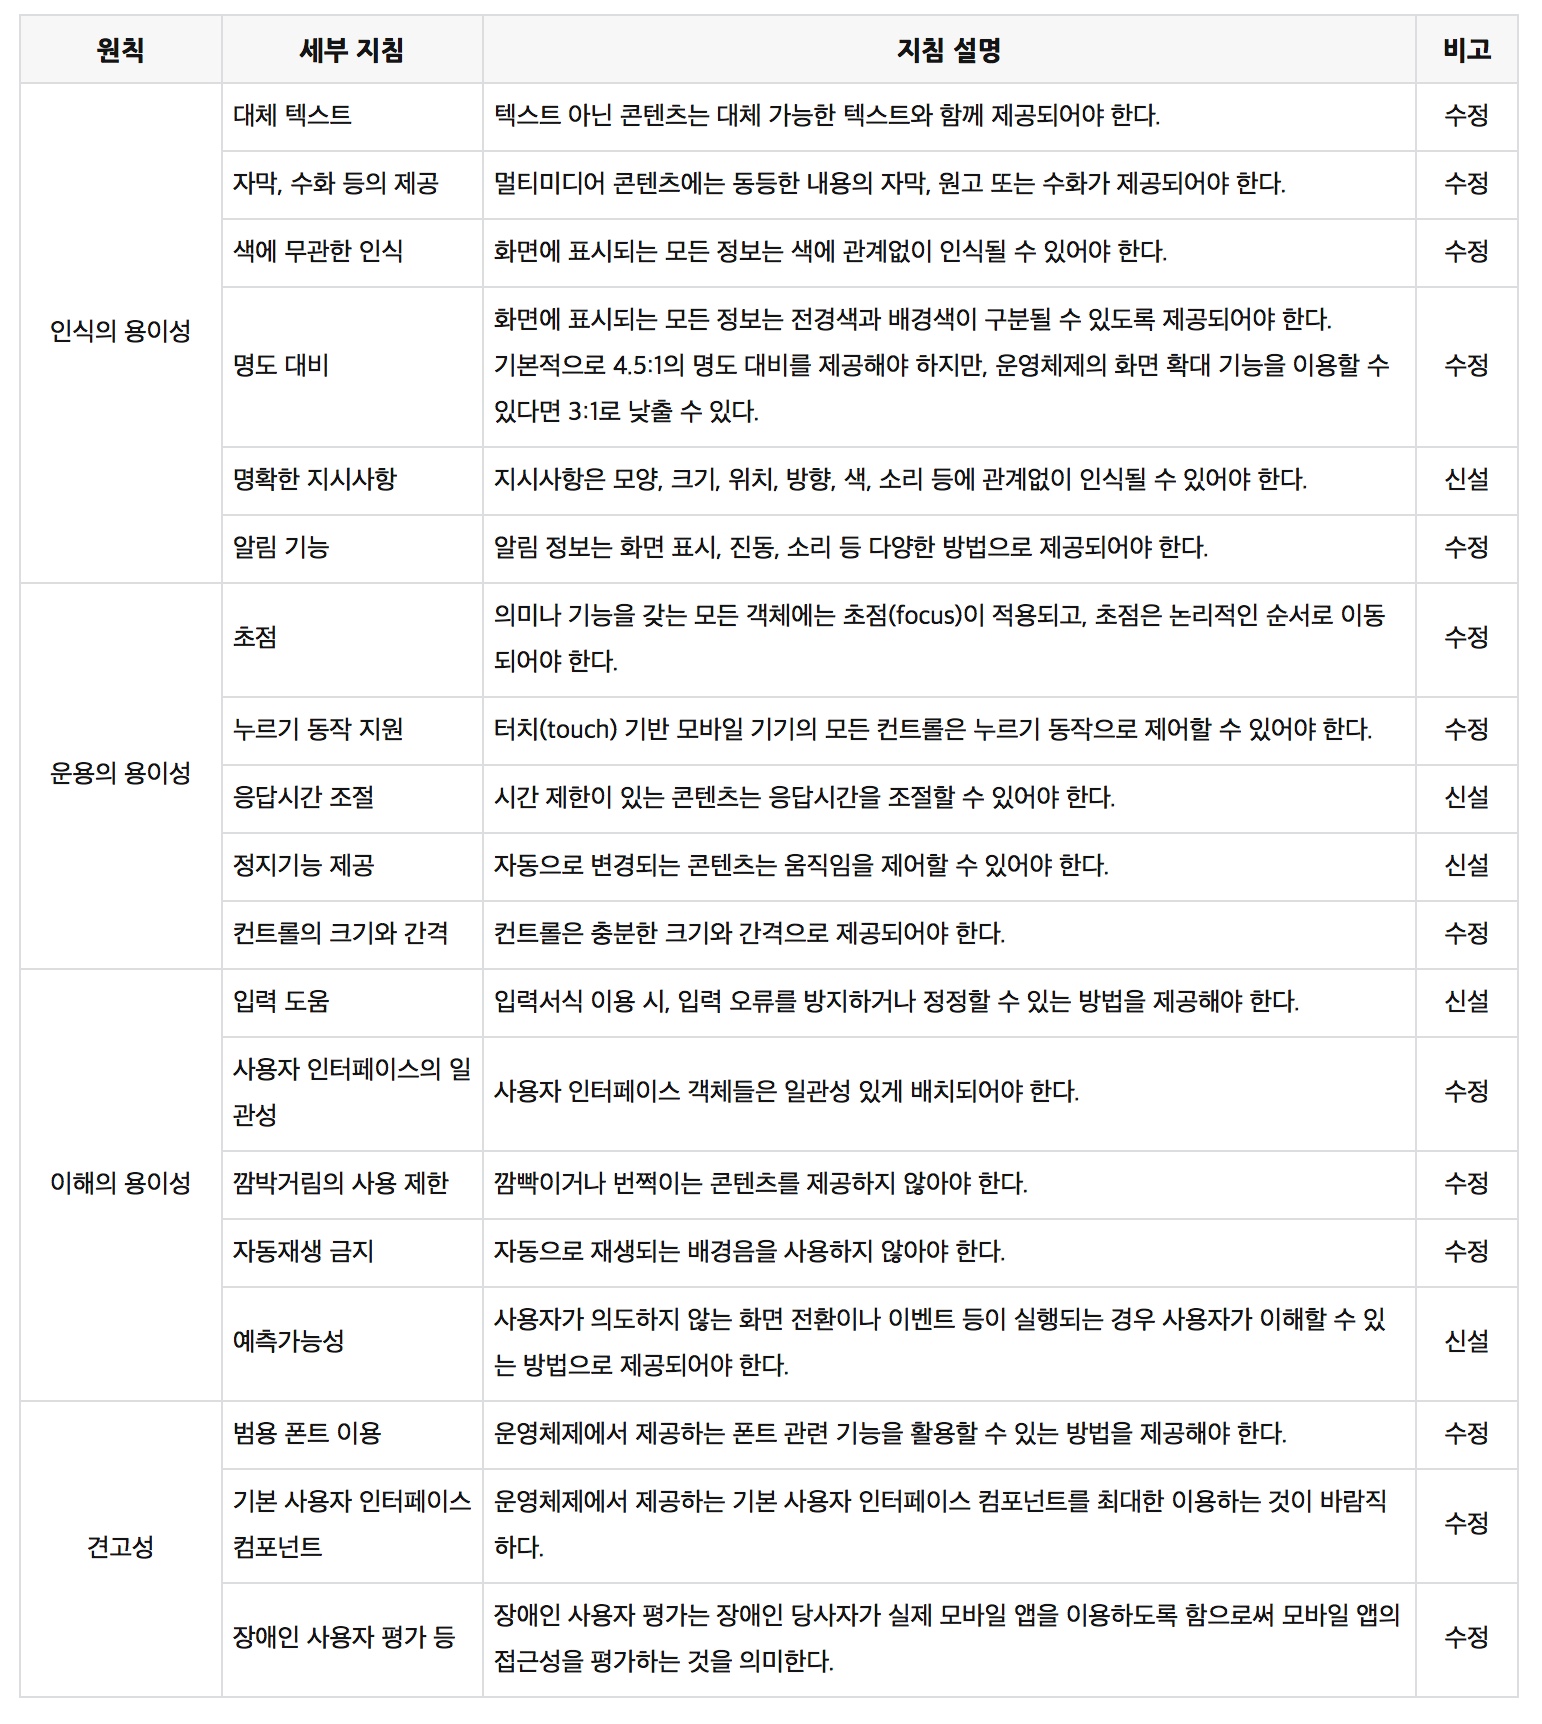 원칙 세부 지침 지침 설명 비고
인식의 용이성
대체 텍스트 텍스트 아닌 콘텐츠는 대체 가능한 텍스트와 함께 제공되어야 한다. 수정
자막, 수화 등의 제공 멀티미디어 콘텐츠에는 동등한 내용의 자막, 원고 또는 수화가 제공되어야 한다. 수정
색에 무관한 인식 화면에 표시되는 모든 정보는 색에 관계없이 인식될 수 있어야 한다. 수정
명도 대비 화면에 표시되는 모든 정보는 전경색과 배경색이 구분될 수 있도록 제공되어야 한다.
기본적으로 4.5:1의 명도 대비를 제공해야 하지만, 운영체제의 화면 확대 기능을 이용할 수
있다면 3:1로 낮출 수 있다. 수정
명확한 지시사항 지시사항은 모양, 크기, 위치, 방향, 색, 소리 등에 관계없이 인식될 수 있어야 한다. 신설
알림 기능 알림 정보는 화면 표시, 진동, 소리 등 다양한 방법으로 제공되어야 한다. 수정
운용의 용이성
초점 의미나 기능을 갖는 모든 객체에는 초점(focus)이 적용되고, 초점은 논리적인 순서로 이동
되어야 한다. 수정
누르기 동작 지원 터치(touch) 기반 모바일 기기의 모든 컨트롤은 누르기 동작으로 제어할 수 있어야 한다. 수정
응답시간 조절 시간 제한이 있는 콘텐츠는 응답시간을 조절할 수 있어야 한다. 신설
정지기능 제공 자동으로 변경되는 콘텐츠는 움직임을 제어할 수 있어야 한다. 신설
컨트롤의 크기와 간격 컨트롤은 충분한 크기와 간격으로 제공되어야 한다. 수정
이해의 용이성
입력 도움 입력서식 이용 시, 입력 오류를 방지하거나 정정할 수 있는 방법을 제공해야 한다. 신설
사용자 인터페이스의 일
관성 사용자 인터페이스 객체들은 일관성 있게 배치되어야 한다. 수정
깜박거림의 사용 제한 깜빡이거나 번쩍이는 콘텐츠를 제공하지 않아야 한다. 수정
자동재생 금지 자동으로 재생되는 배경음을 사용하지 않아야 한다. 수정
예측가능성 사용자가 의도하지 않는 화면 전환이나 이벤트 등이 실행되는 경우 사용자가 이해할 수 있
는 방법으로 제공되어야 한다. 신설
견고성
범용 폰트 이용 운영체제에서 제공하는 폰트 관련 기능을 활용할 수 있는 방법을 제공해야 한다. 수정
기본 사용자 인터페이스
컴포넌트 운영체제에서 제공하는 기본 사용자 인터페이스 컴포넌트를 최대한 이용하는 것이 바람직
하다. 수정
장애인 사용자 평가 등 장애인 사용자 평가는 장애인 당사자가 실제 모바일 앱을 이용하도록 함으로써 모바일 앱의
접근성을 평가하는 것을 의미한다. 수정